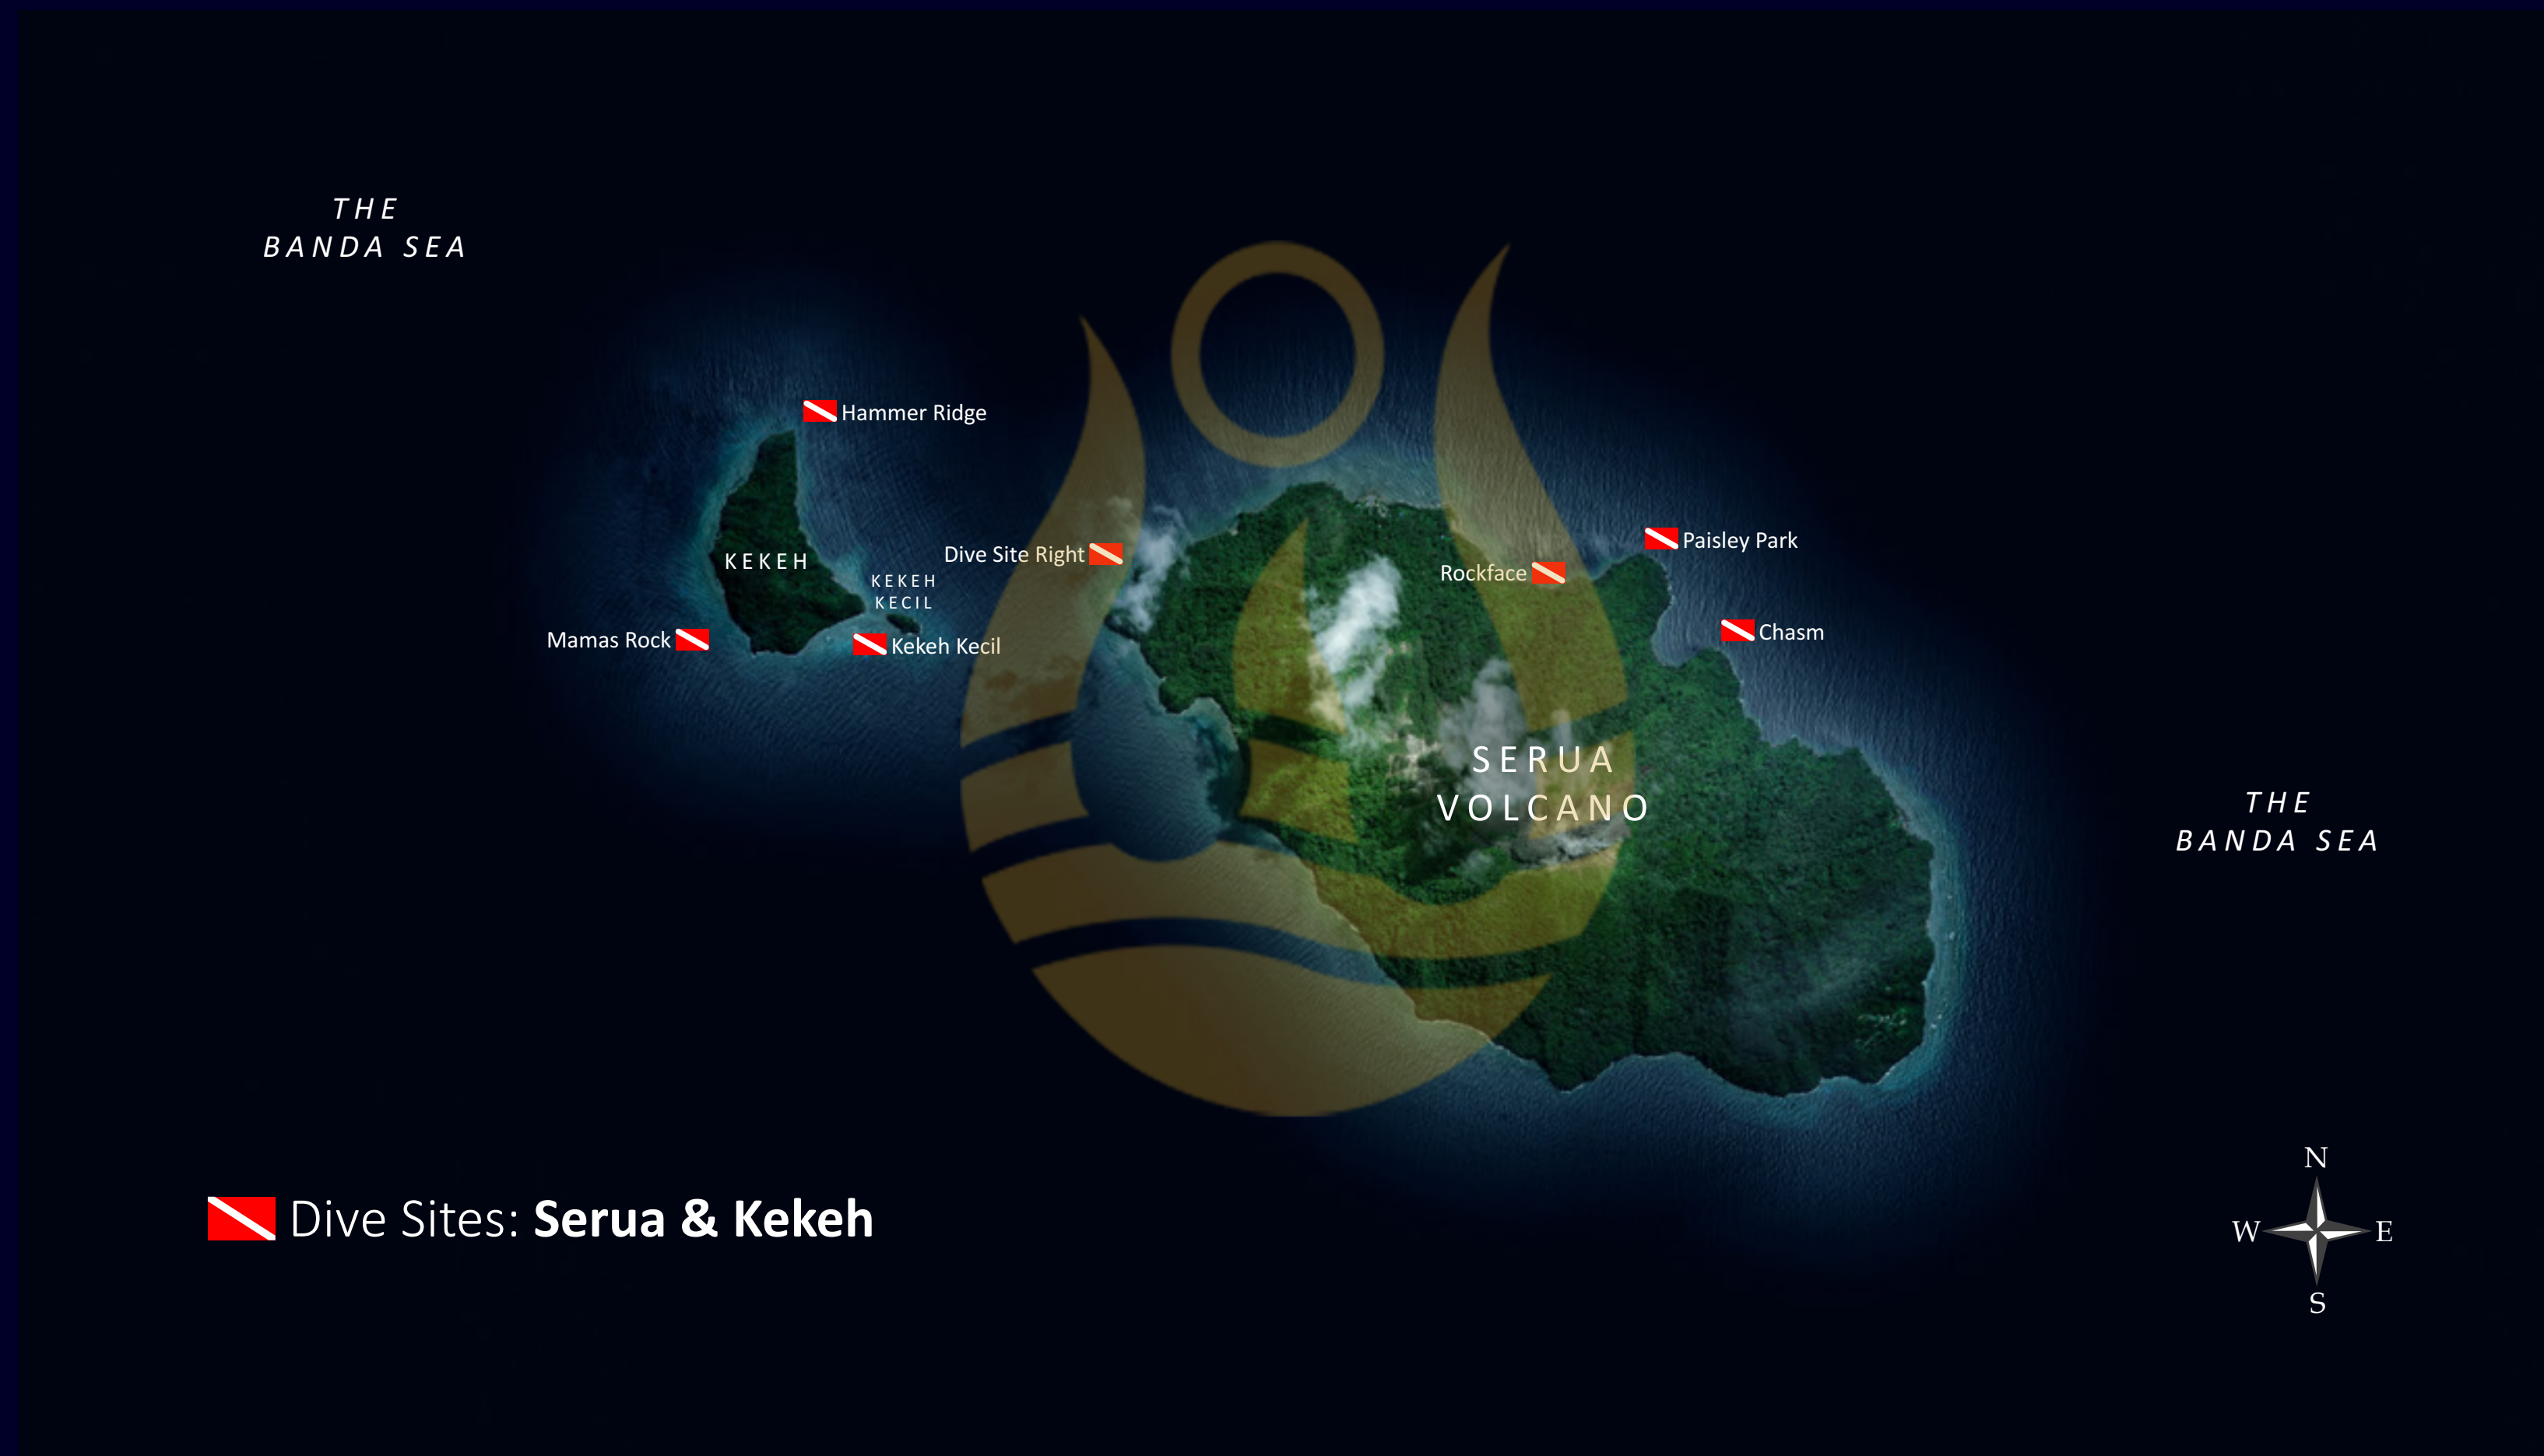 THE
BANDA SEA
Hammer Ridge
Paisley Park
Dive Site Right
KEKEH
Rockface
KEKEH
KECIL
Chasm
Mamas Rock
Kekeh Kecil
SERUA
VOLCANO
THE
BANDA SEA
N
Dive Sites: Serua & Kekeh
W
E
S